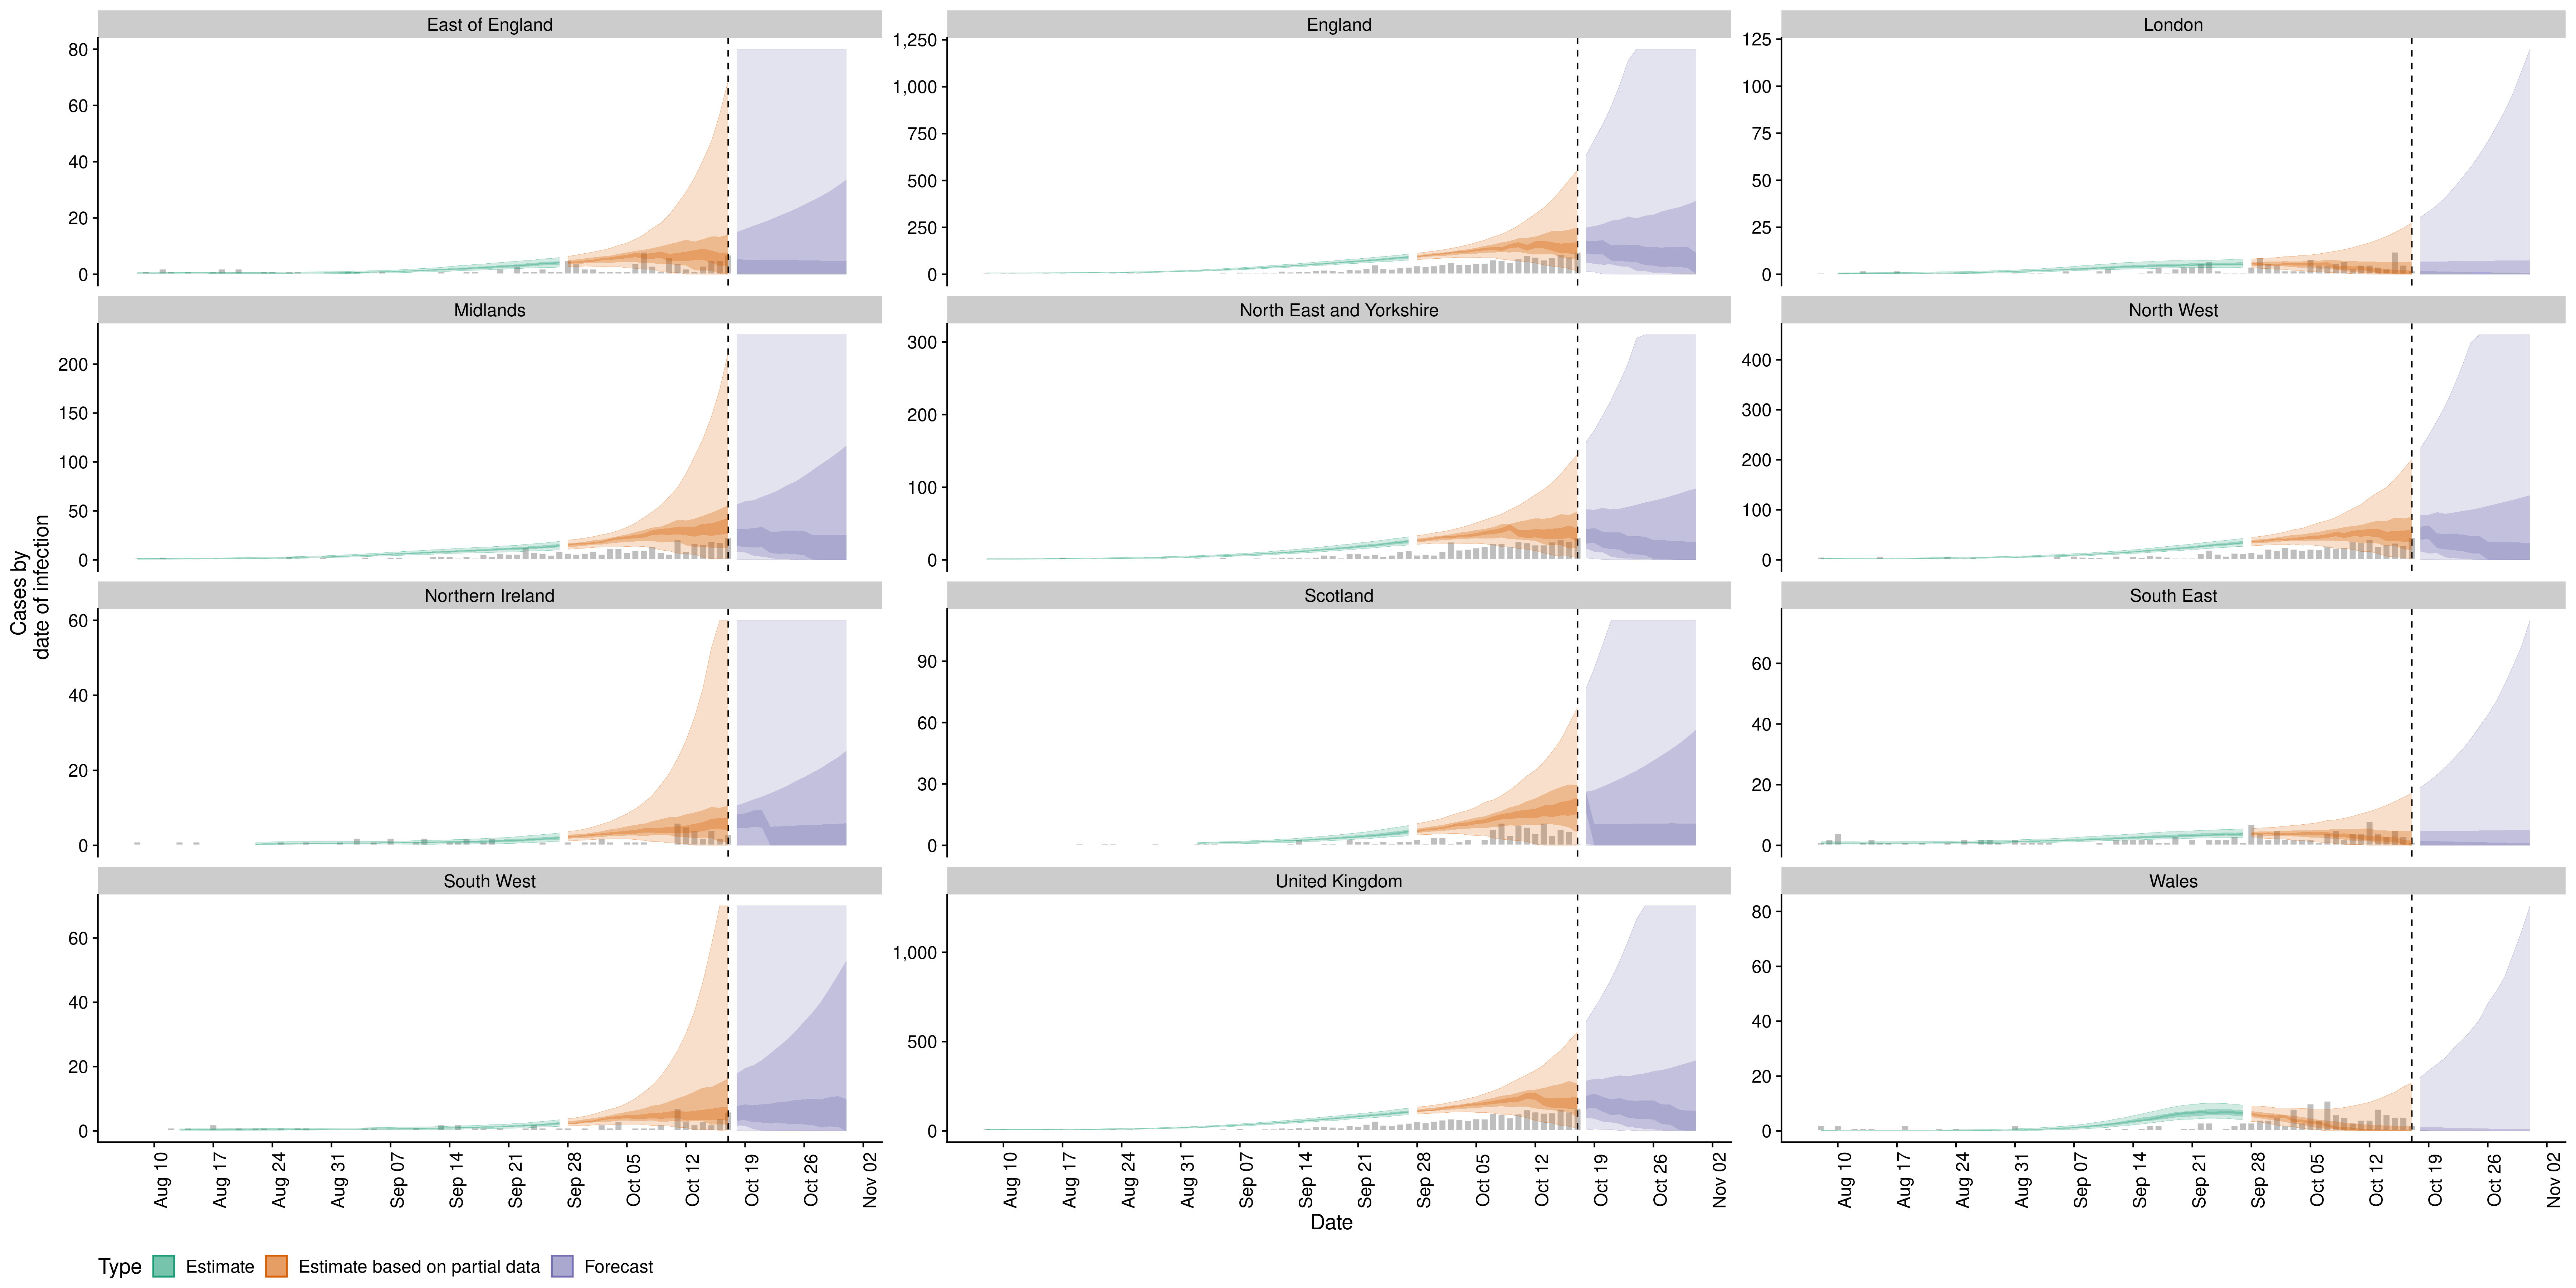 East of England
England
London
80
60
40
20
0
1,250
1,000
750
500
250
0
125
100
75
50
25
0
Midlands
North East and Yorkshire
North West
200
150
100
50
0
300
200
100
0
400
300
200
100
0
Cases by
date of infection
Northern Ireland
Scotland
South East
60
40
20
0
90
60
30
0
60
40
20
0
South West
United Kingdom
Wales
60
40
20
0
1,000
500
0
80
60
40
20
0
Aug 10
Aug 17
Aug 24
Aug 31
Sep 07
Sep 14
Sep 21
Sep 28
Oct 05
Oct 12
Oct 19
Oct 26
Nov 02
Aug 10
Aug 17
Aug 24
Aug 31
Sep 07
Sep 14
Sep 21
Sep 28
Oct 05
Oct 12
Oct 19
Oct 26
Nov 02
Aug 10
Aug 17
Aug 24
Aug 31
Sep 07
Sep 14
Sep 21
Sep 28
Oct 05
Oct 12
Oct 19
Oct 26
Nov 02
Date
Type Estimate Estimate based on partial data Forecast